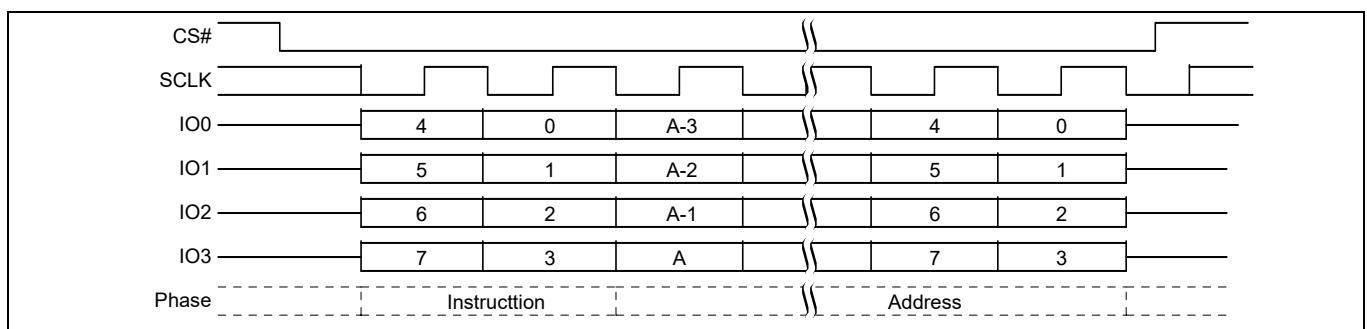 CS#
SCLK
IO0 4 0 A-3 4 0
IO1 5 1 A-2 5 1
IO2 6 2 A-1 6 2
IO3 7 3 A 7 3
Phase Instructtion Address